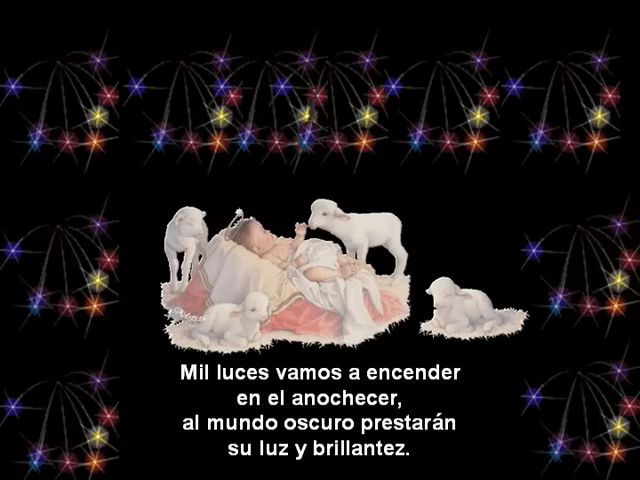 Mil luces vamos a encender
en el anochecer,
al mundo oscuro prestarán
su luz y brillantez.